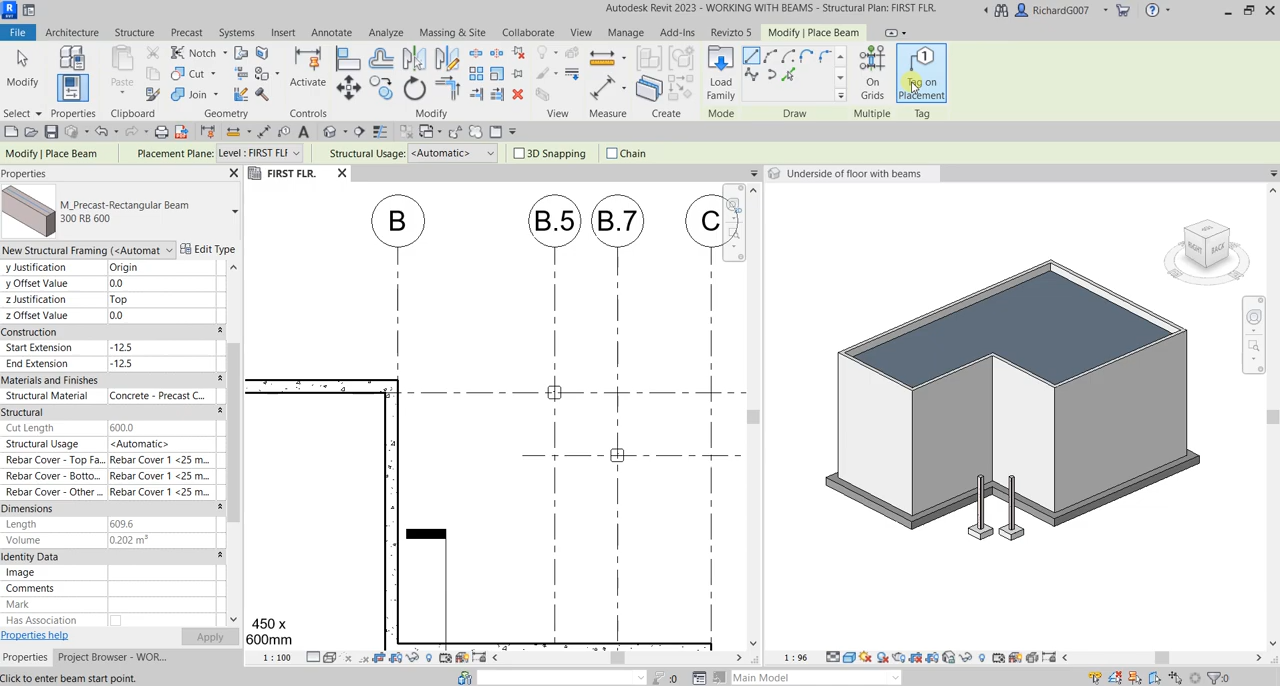 Autodesk Revit 2023 - WORKING WITH BEAMS - Structural Plan: FIRST FLR.
RichardG007
File Architecture Structure Precast Systems Insert Annotate Analyze Massing & Site Collaborate View Manage Add-Ins Revizto 5 Modify | Place Beam
Modify Paste Notch Cut Join Activate Load Family On Grids Tag on Placement
Select Properties Clipboard Geometry Controls Modify View Measure Create Mode Draw Multiple Tag
Modify | Place Beam Placement Plane: Level : FIRST FLF Structural Usage: <Automatic> 3D Snapping Chain
Properties
FIRST FLR.
Underside of floor with beams
M_Precast-Rectangular Beam
300 RB 600
New Structural Framing (<Automat Edit Type
y Justification Origin
y Offset Value 0.0
z Justification Top
z Offset Value 0.0
Construction
Start Extension -12.5
End Extension -12.5
Materials and Finishes
Structural Material Concrete - Precast C...
Structural
Cut Length 600.0
Structural Usage <Automatic>
Rebar Cover - Top Fa... Rebar Cover 1 <25 m...
Rebar Cover - Botto... Rebar Cover 1 <25 m...
Rebar Cover - Other ... Rebar Cover 1 <25 m...
Dimensions
Length 609.6
Volume 0.202 m³
Identity Data
Image
Comments
Mark
Has Association
Properties help Apply
Properties Project Browser - WOR...
B B.5 B.7 C
450 x
600mm
RIGHT BACK
1 : 100
1 : 96
Click to enter beam start point.
:0 Main Model :0